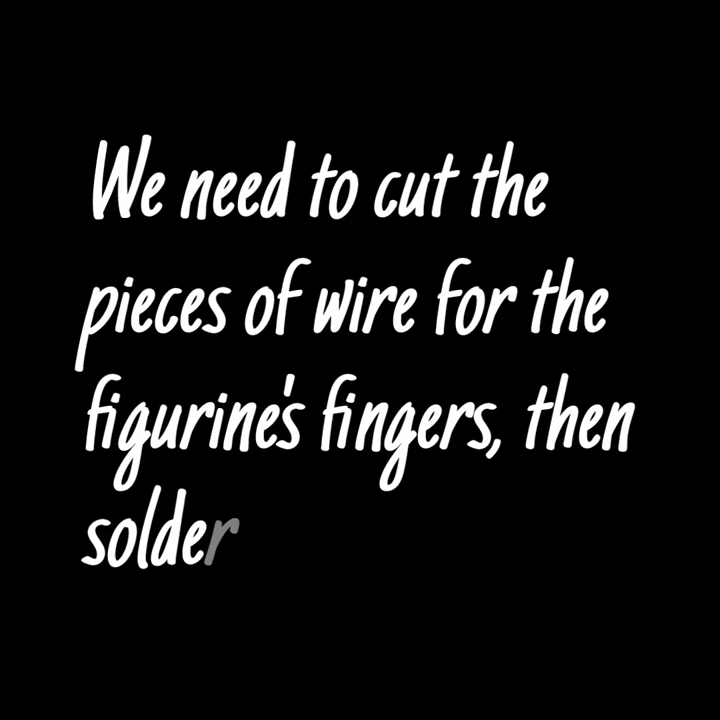 We need to cut the
pieces of wire for the
figurine's fingers, then
solder